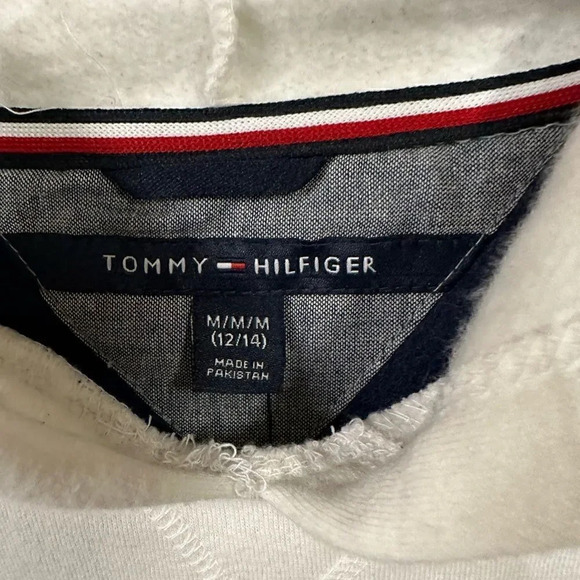 TOMMY HILFIGER
M/M/M
(12/14)
MADE IN
PAKISTAN